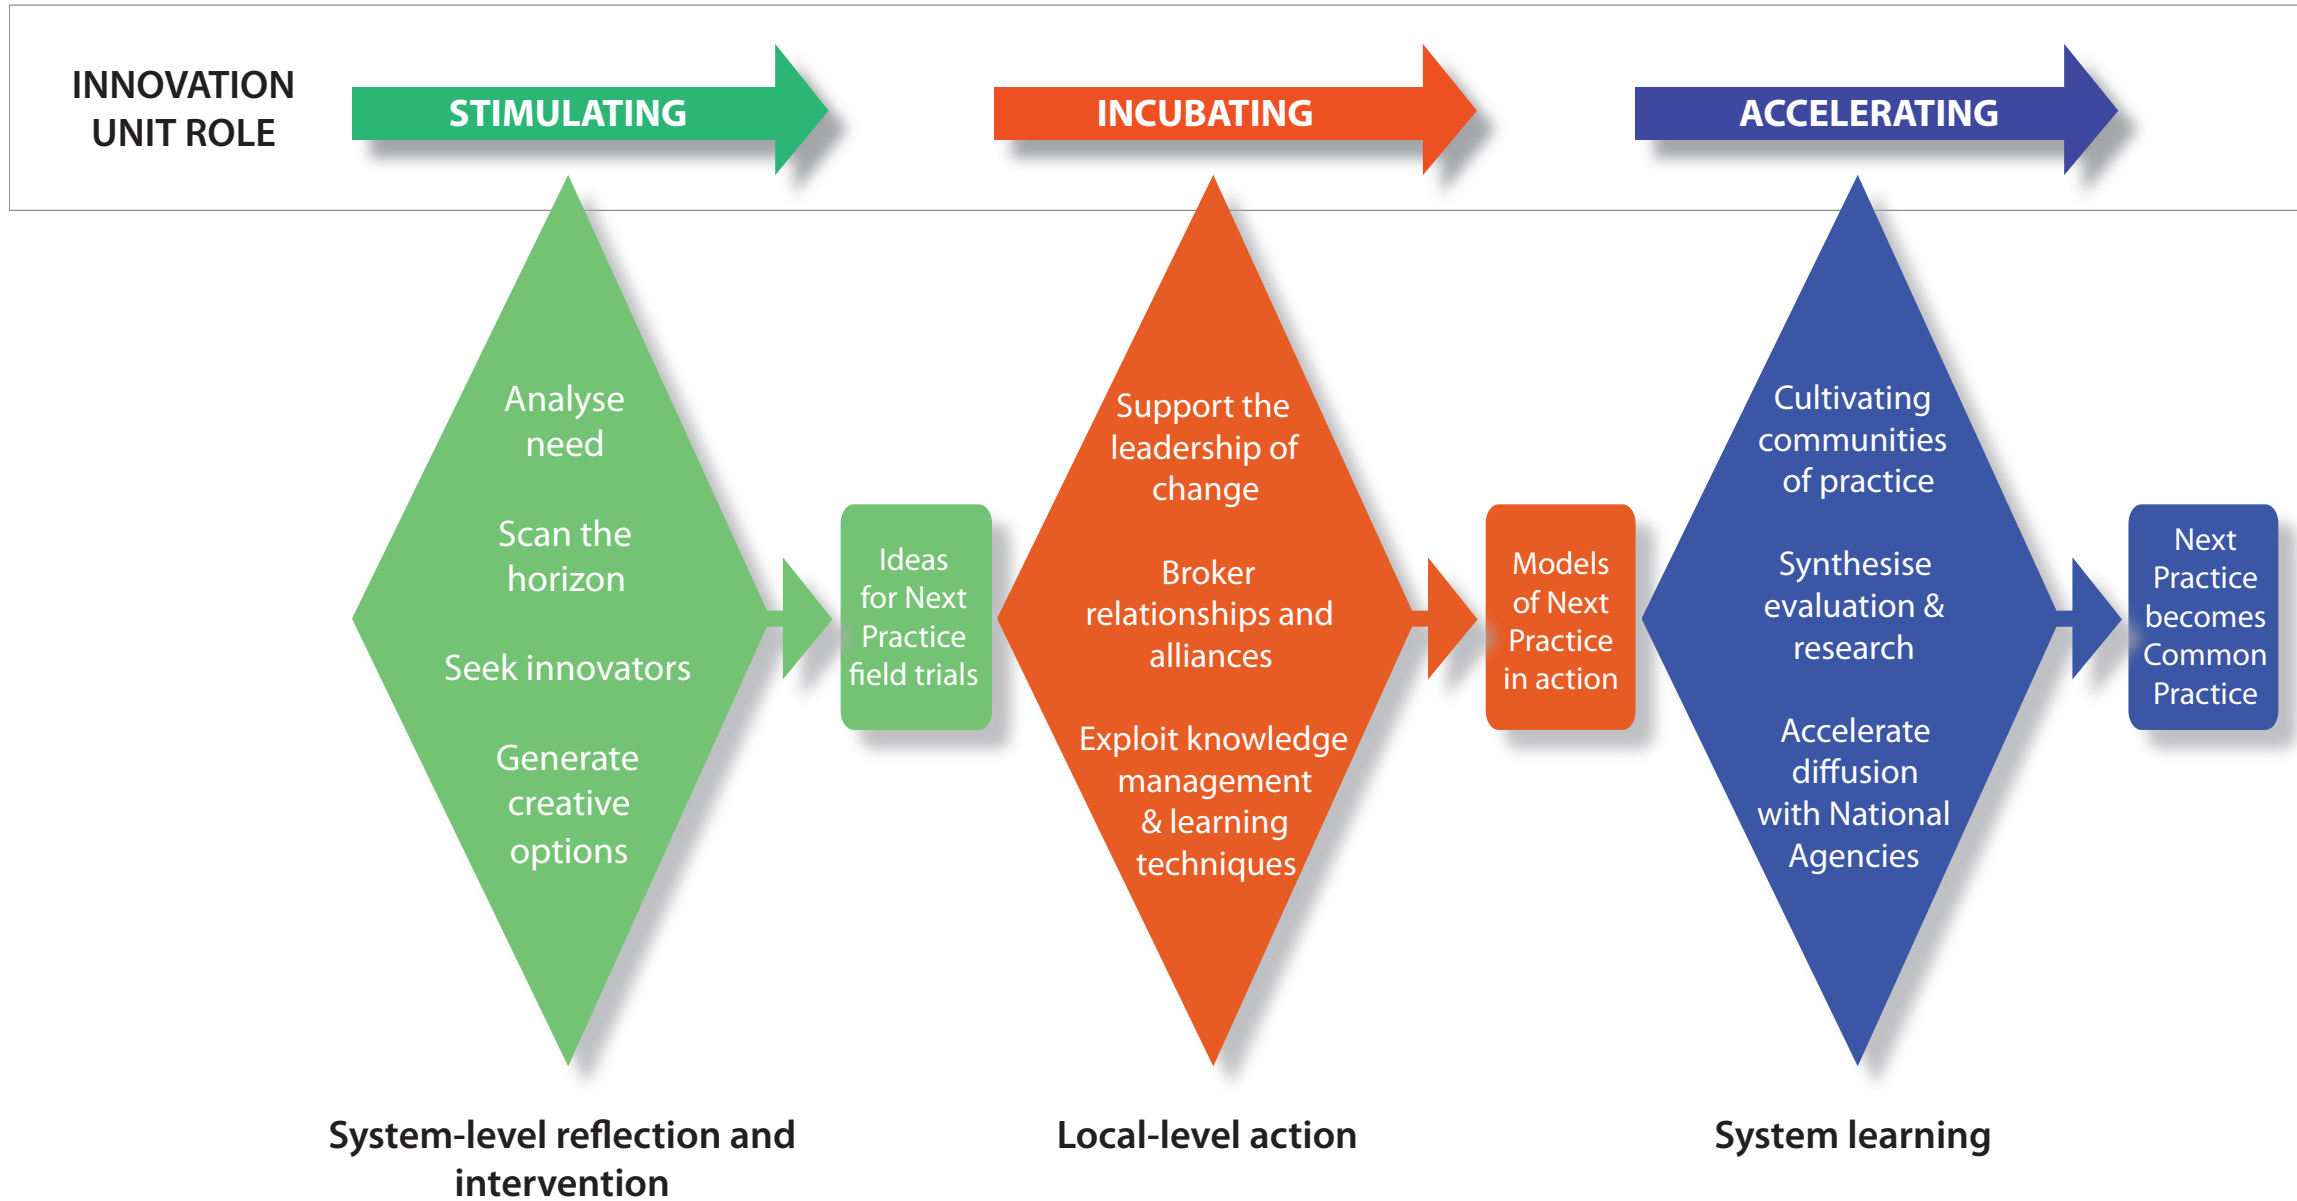 INNOVATION
UNIT ROLE
STIMULATING
INCUBATING
ACCELERATING
Analyse
need
Scan the
horizon
Seek innovators
Generate
creative
options
Ideas
for Next
Practice
field trials
Support the
leadership of
change
Broker
relationships and
alliances
Exploit knowledge
management
& learning
techniques
Models
of Next
Practice
in action
Cultivating
communities
of practice
Synthesise
evaluation &
research
Accelerate
diffusion
with National
Agencies
Next
Practice
becomes
Common
Practice
System-level reflection and
intervention
Local-level action
System learning